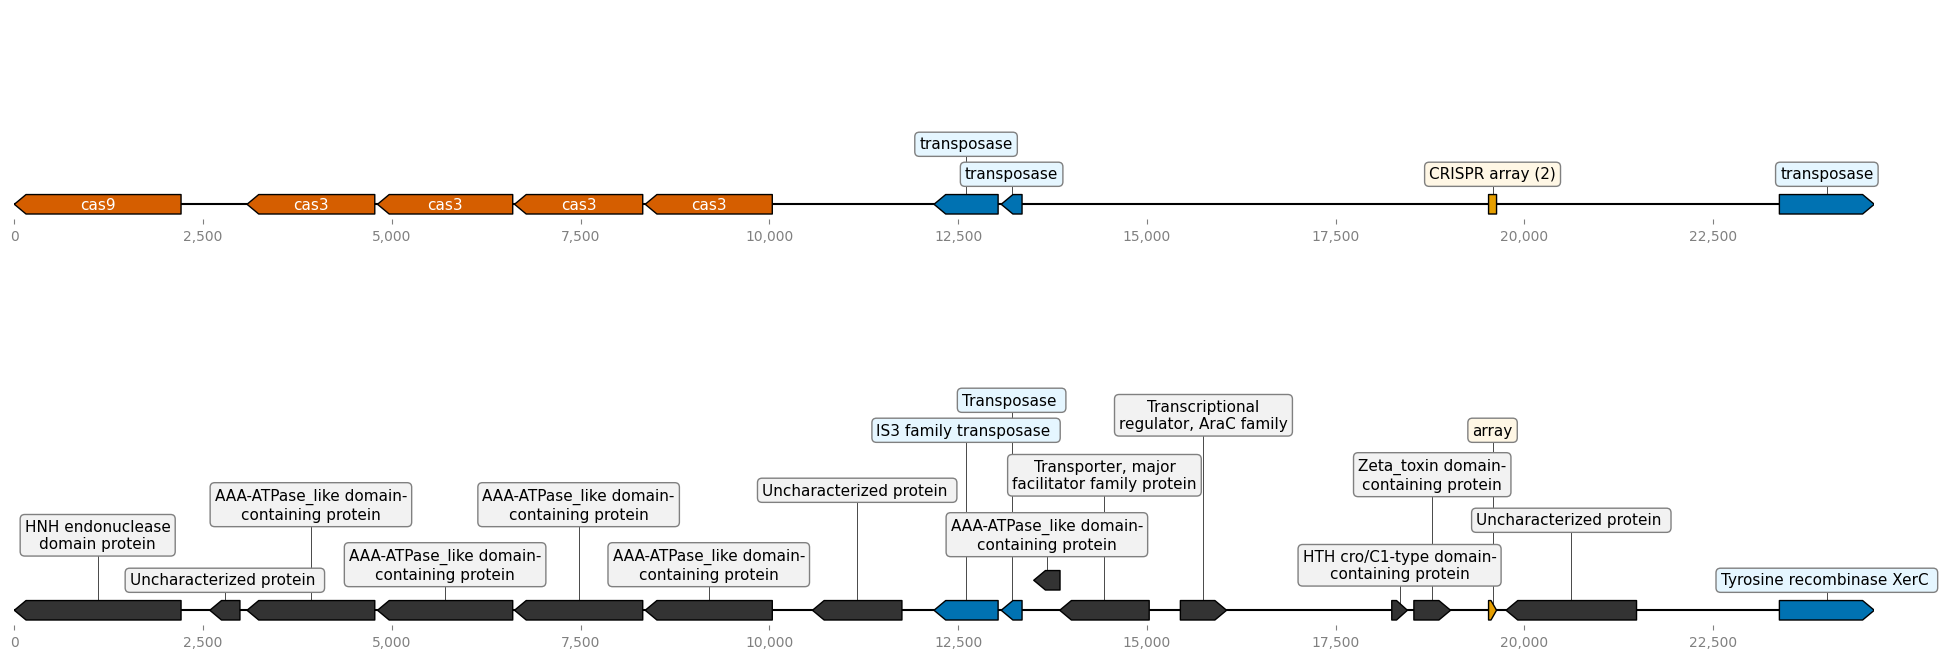 transposase
transposase
CRISPR array (2)
transposase
cas9
cas3
cas3
cas3
cas3
0
2,500
5,000
7,500
10,000
12,500
15,000
17,500
20,000
22,500
Transposase
Transcriptional
regulator, AraC family
IS3 family transposase
array
Transporter, major
facilitator family protein
Zeta_toxin domain-
containing protein
Uncharacterized protein
AAA-ATPase_like domain-
containing protein
AAA-ATPase_like domain-
containing protein
HNH endonuclease
domain protein
AAA-ATPase_like domain-
containing protein
Uncharacterized protein
AAA-ATPase_like domain-
containing protein
AAA-ATPase_like domain-
containing protein
HTH cro/C1-type domain-
containing protein
Uncharacterized protein
Tyrosine recombinase XerC
0
2,500
5,000
7,500
10,000
12,500
15,000
17,500
20,000
22,500